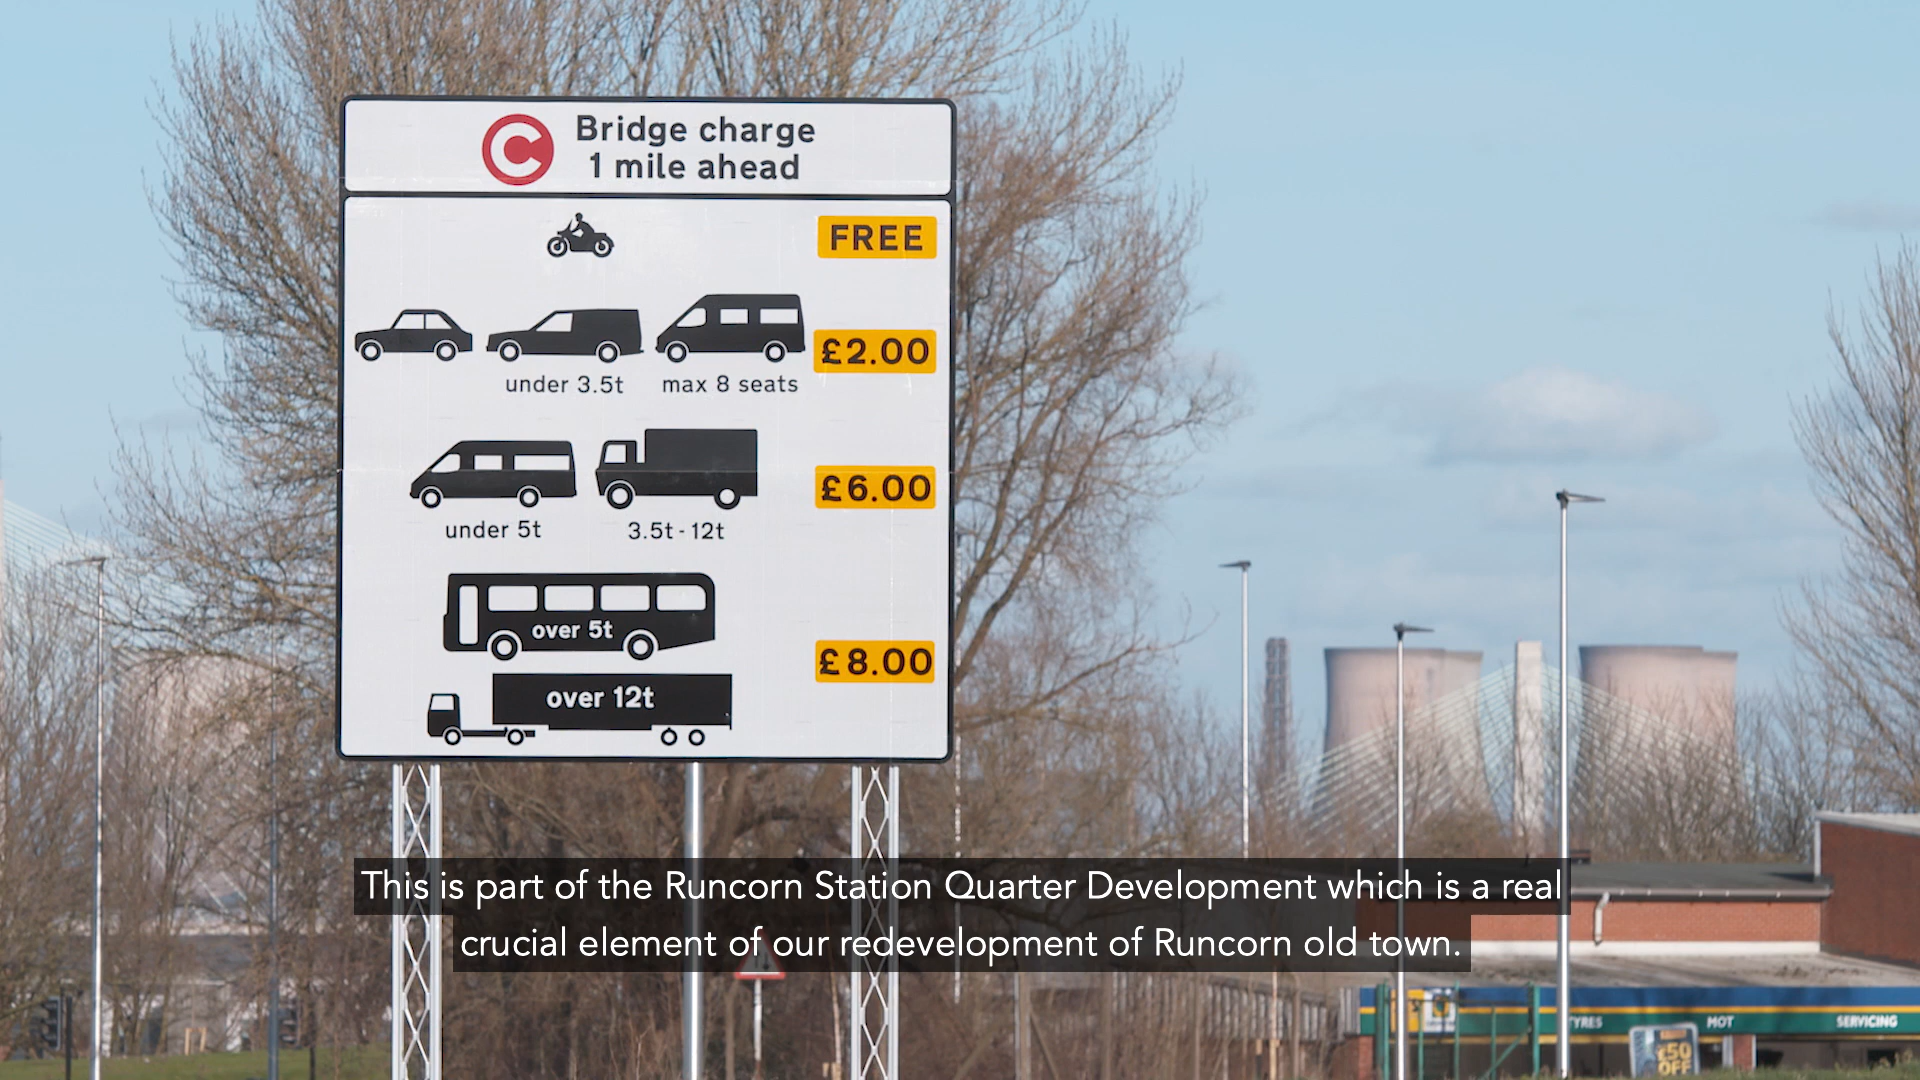 C
Bridge charge
1 mile ahead
FREE
£2.00
under 3.5t
max 8 seats
£6.00
under 5t
3.5t - 12t
over 5t
£8.00
over 12t
This is part of the Runcorn Station Quarter Development which is a real
crucial element of our redevelopment of Runcorn old town.
TYRES
MOT
SERVICING
£50
OFF